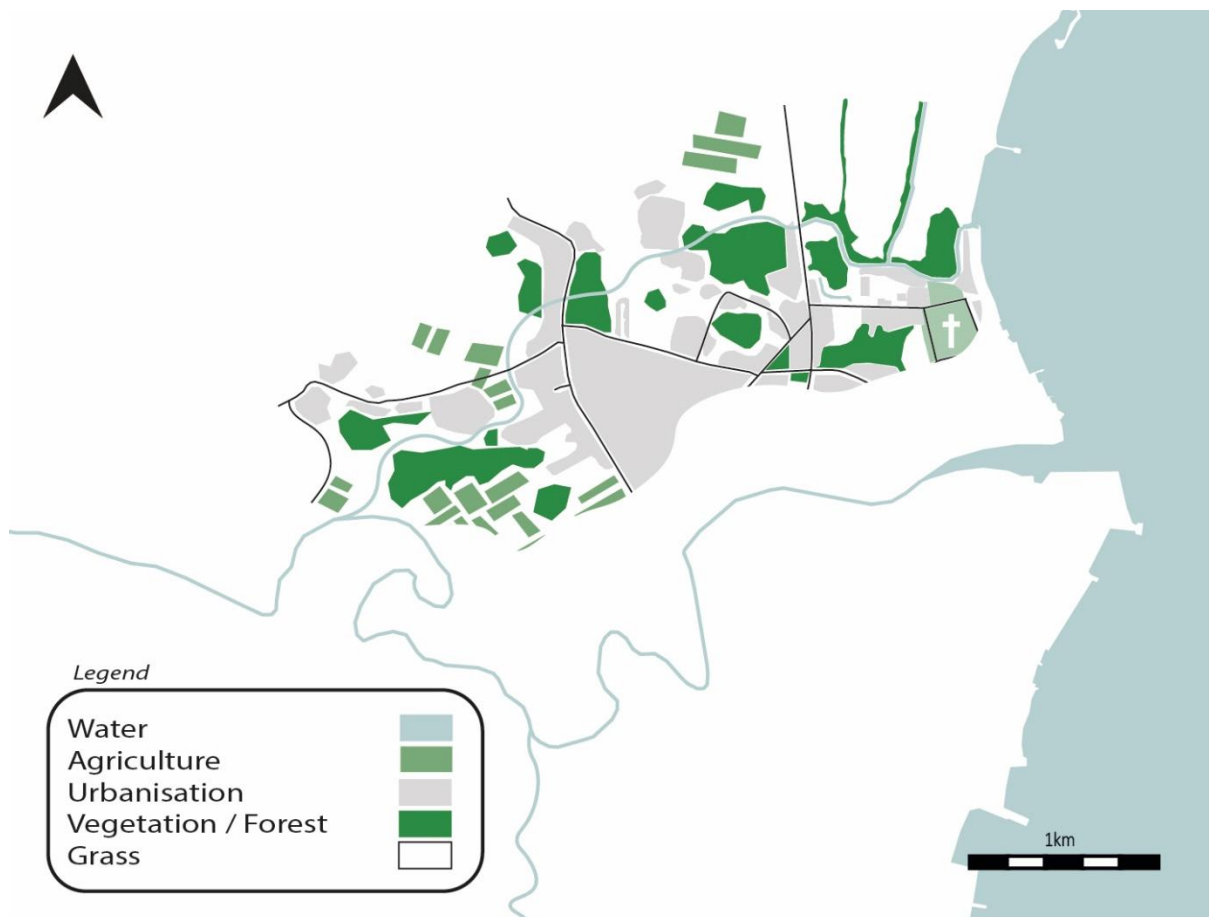 Legend
Water
Agriculture
Urbanisation
Vegetation / Forest
Grass
1km